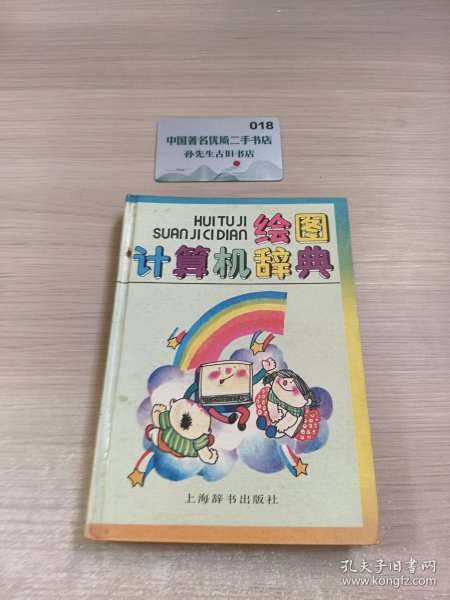 018
中国著名优质二手书店
孙先生古旧书店
HUI TU JI
SUAN JI CI DIAN
绘图
计算机辞典
上海辞书出版社
孔夫子旧书网
www.kongfz.com